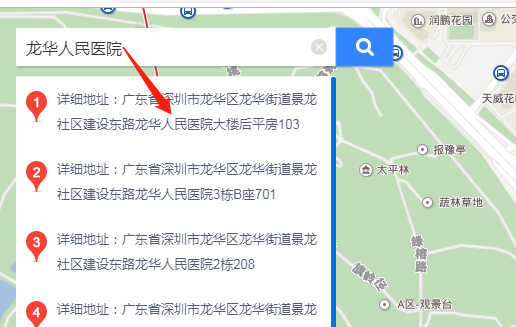 润鹏花园
公交
龙华人民医院
天威花
1 详细地址：广东省深圳市龙华区龙华街道景龙
社区建设东路龙华人民医院大楼后平房103
报豫亭
太平林
2 详细地址：广东省深圳市龙华区龙华街道景龙
社区建设东路龙华人民医院3栋B座701
蔬林草地
3 详细地址：广东省深圳市龙华区龙华街道景龙
社区建设东路龙华人民医院2栋208
缘榕路
A区-观景台
4 详细地址：广东省深圳市龙华区龙华街道景龙